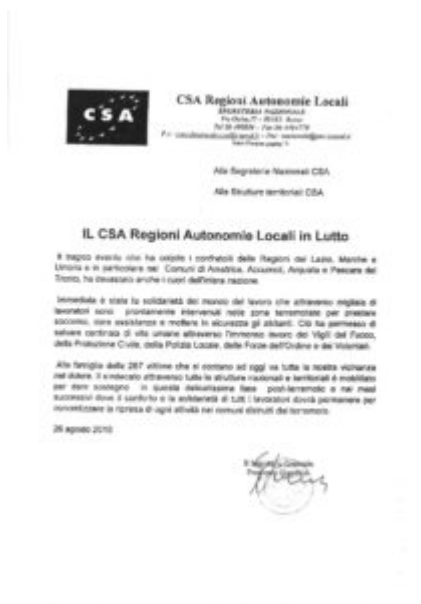 CSA
CSA Regioni Autonomie Locali
SEGRETERIA NAZIONALE
Alle Segreterie Nazionali CSA
Alle Strutture territoriali CSA
IL CSA Regioni Autonomie Locali in Lutto
Il tragico evento che ha colpito i confratelli delle Regioni del Lazio, Marche e
Umbria e in particolare nei Comuni di Amatrice, Accumoli, Arquata e Pescara del
Tronto, ha devastato anche i cuori dell'intera nazione.
Immediata è stata la solidarietà del mondo del lavoro che attraverso migliaia di
lavoratori sono prontamente intervenuti nelle zone terremotate per prestare
soccorso, dare assistenza e mettere in sicurezza gli abitanti. Ciò ha permesso di
salvare centinaia di vite umane attraverso l'immenso lavoro dei Vigili del Fuoco,
della Protezione Civile, della Polizia Locale, delle Forze dell'Ordine e dei Volontari.
Alle famiglie delle 267 vittime che si contano ad oggi va tutta la nostra vicinanza
nel dolore. Il sindacato attraverso tutte le strutture nazionali e territoriali è mobilitato
per dare sostegno in questa delicatissima fase post-terremoto e nei mesi
successivi dove il conforto e la solidarietà di tutti i lavoratori dovrà permanere per
la ripresa di ogni attività nei comuni distrutti dal terremoto.
26 agosto 2016
Il Segretario Generale